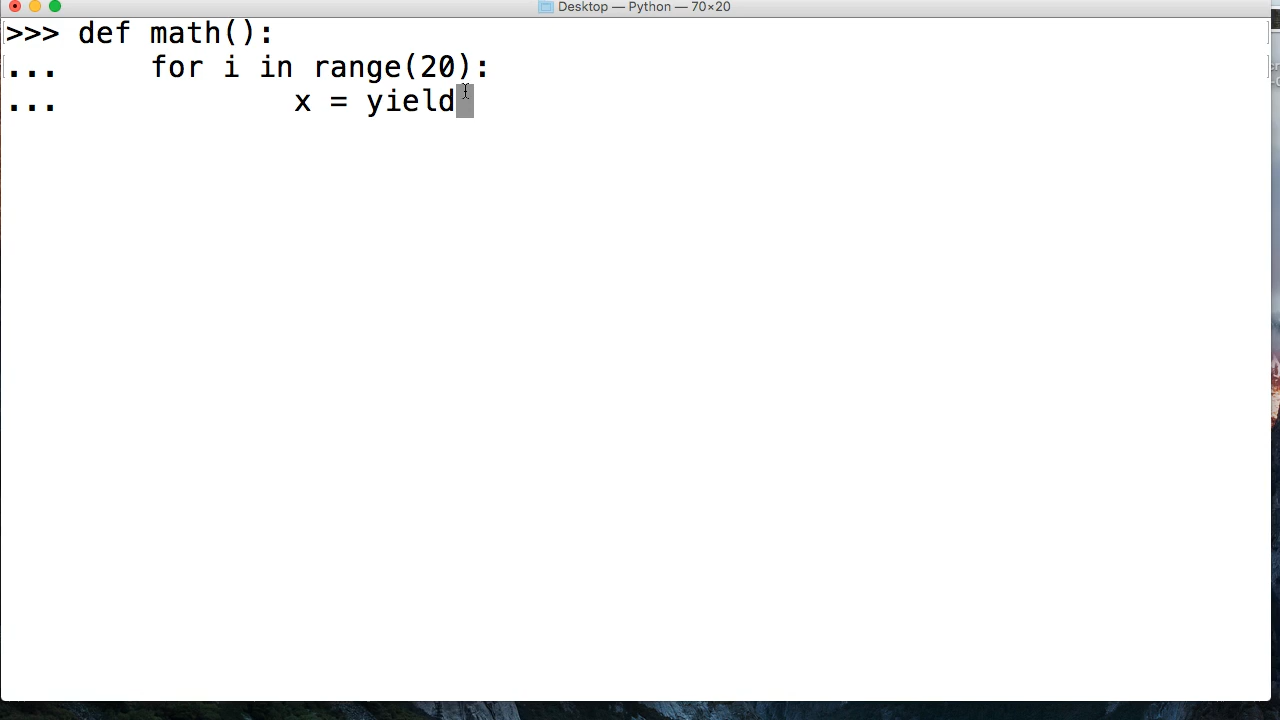 Desktop — Python — 70×20
>>> def math():
...     for i in range(20):
...             x = yield